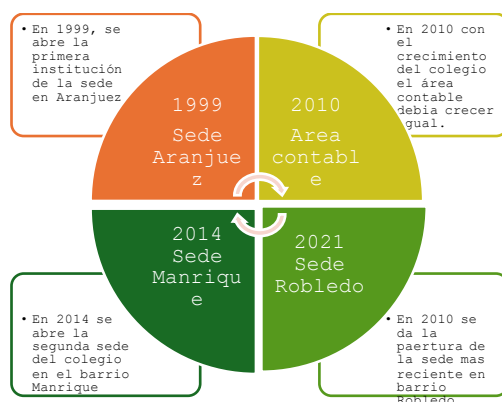 • En 1999, se
abre la
primera
institución
de la sede
en Aranjuez
• En 2010 con
el
crecimiento
del colegio
el área
contable
debia crecer
igual.
1999
Sede
Aranjue
z
2010
Area
contabl
e
2014
Sede
Manriqu
e
2021
Sede
Robledo
• En 2014 se
abre la
segunda sede
del colegio
en el barrio
Manrique
• En 2010 se
da la
paertura de
la sede mas
reciente en
barrio
Robledo